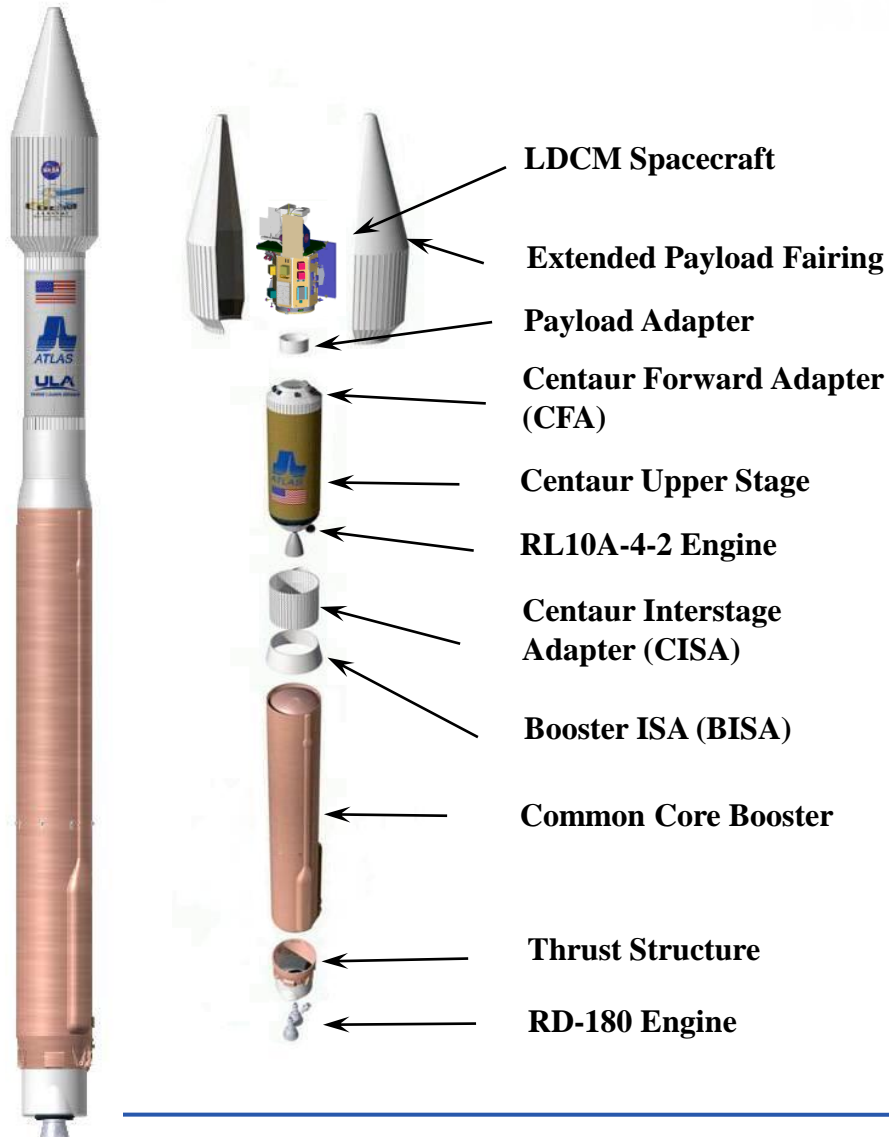 NASA
LDCM
ATLAS
ULA
ATLAS
LDCM Spacecraft
Extended Payload Fairing
Payload Adapter
Centaur Forward Adapter
(CFA)
Centaur Upper Stage
RL10A-4-2 Engine
Centaur Interstage
Adapter (CISA)
Booster ISA (BISA)
Common Core Booster
Thrust Structure
RD-180 Engine